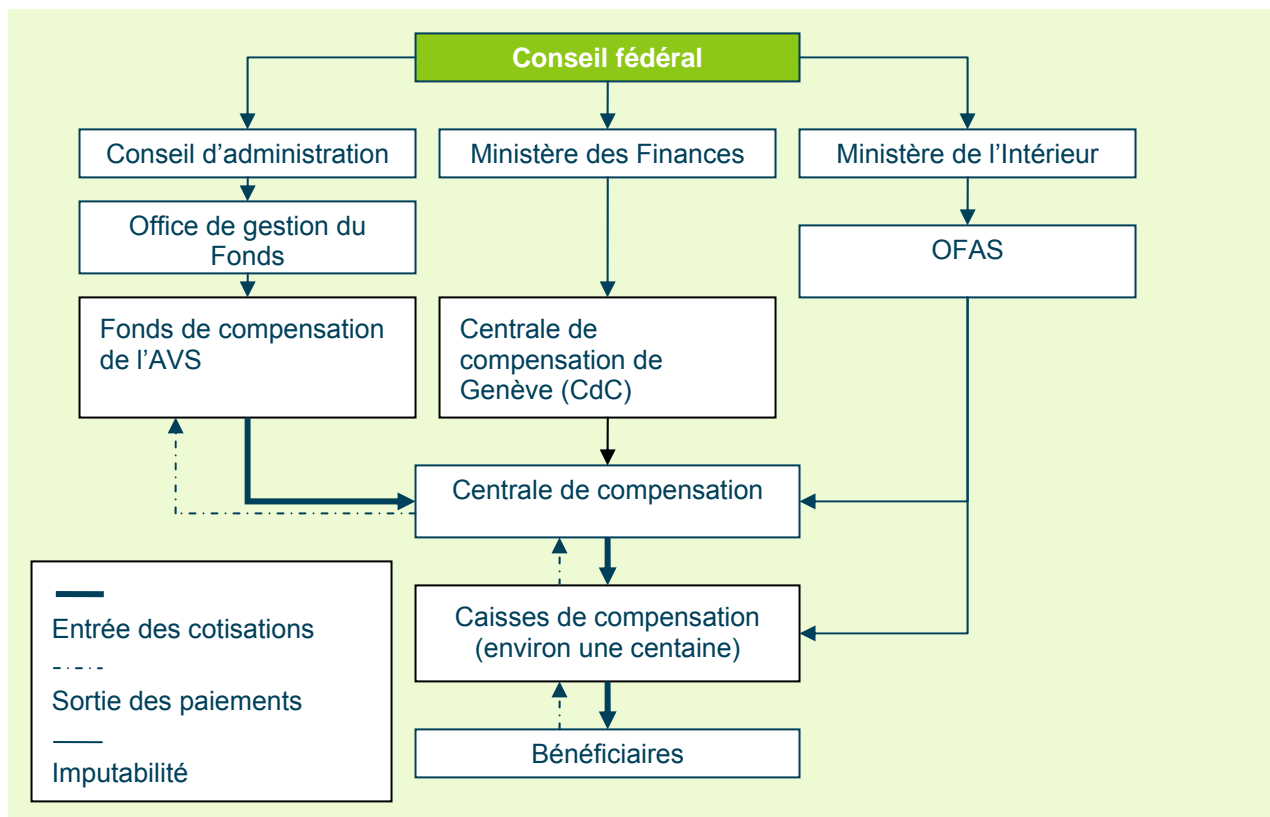 Conseil fédéral
Conseil d'administration
Ministère des Finances
Ministère de l'Intérieur
Office de gestion du
Fonds
OFAS
Fonds de compensation
de l'AVS
Centrale de
compensation de
Genève (CdC)
Centrale de compensation
Caisses de compensation
(environ une centaine)
Bénéficiaires
Entrée des cotisations
Sortie des paiements
Imputabilité